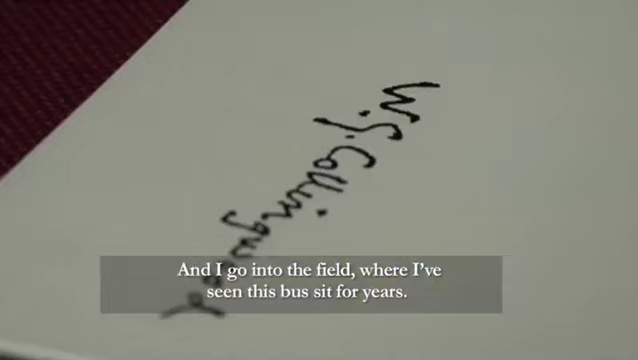 W.G. Collingwood
And I go into the field, where I've
seen this bus sit for years.